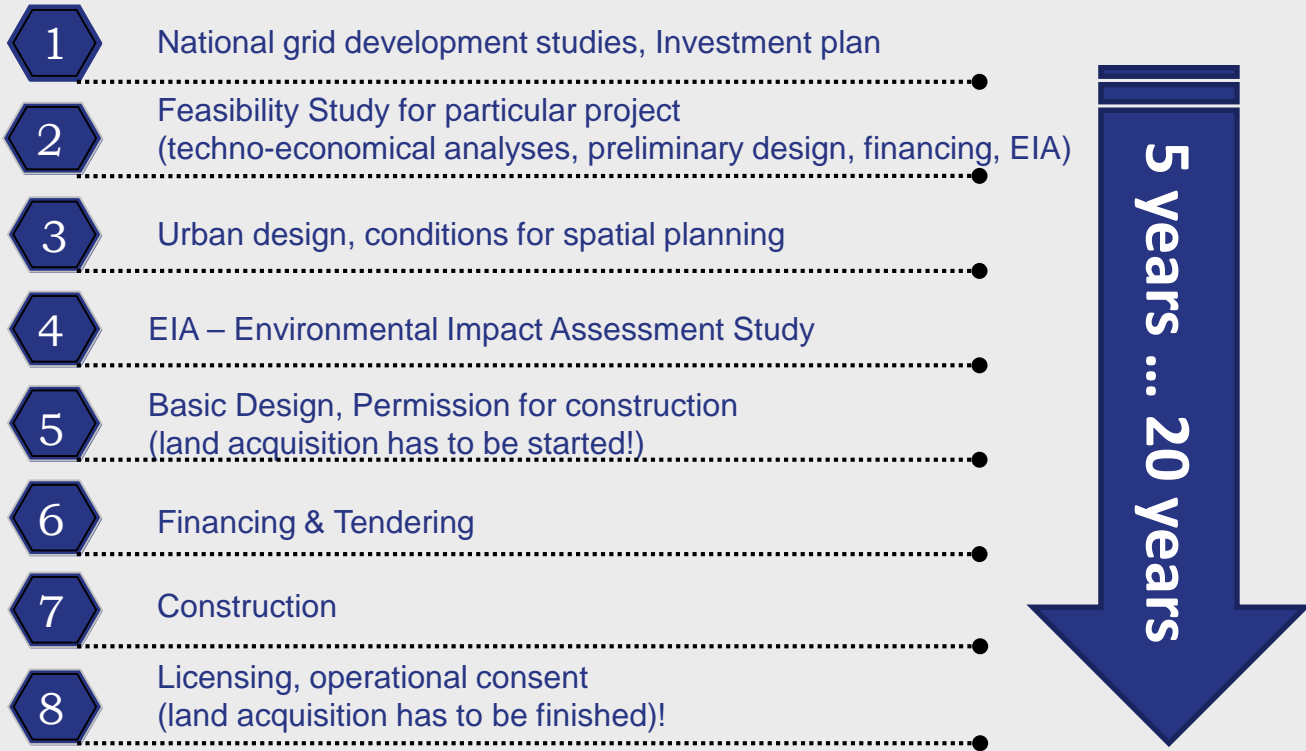 1
National grid development studies, Investment plan
2
Feasibility Study for particular project
(techno-economical analyses, preliminary design, financing, EIA)
3
Urban design, conditions for spatial planning
4
EIA – Environmental Impact Assessment Study
5
Basic Design, Permission for construction
(land acquisition has to be started!)
6
Financing & Tendering
7
Construction
8
Licensing, operational consent
(land acquisition has to be finished)!
5 years ... 20 years